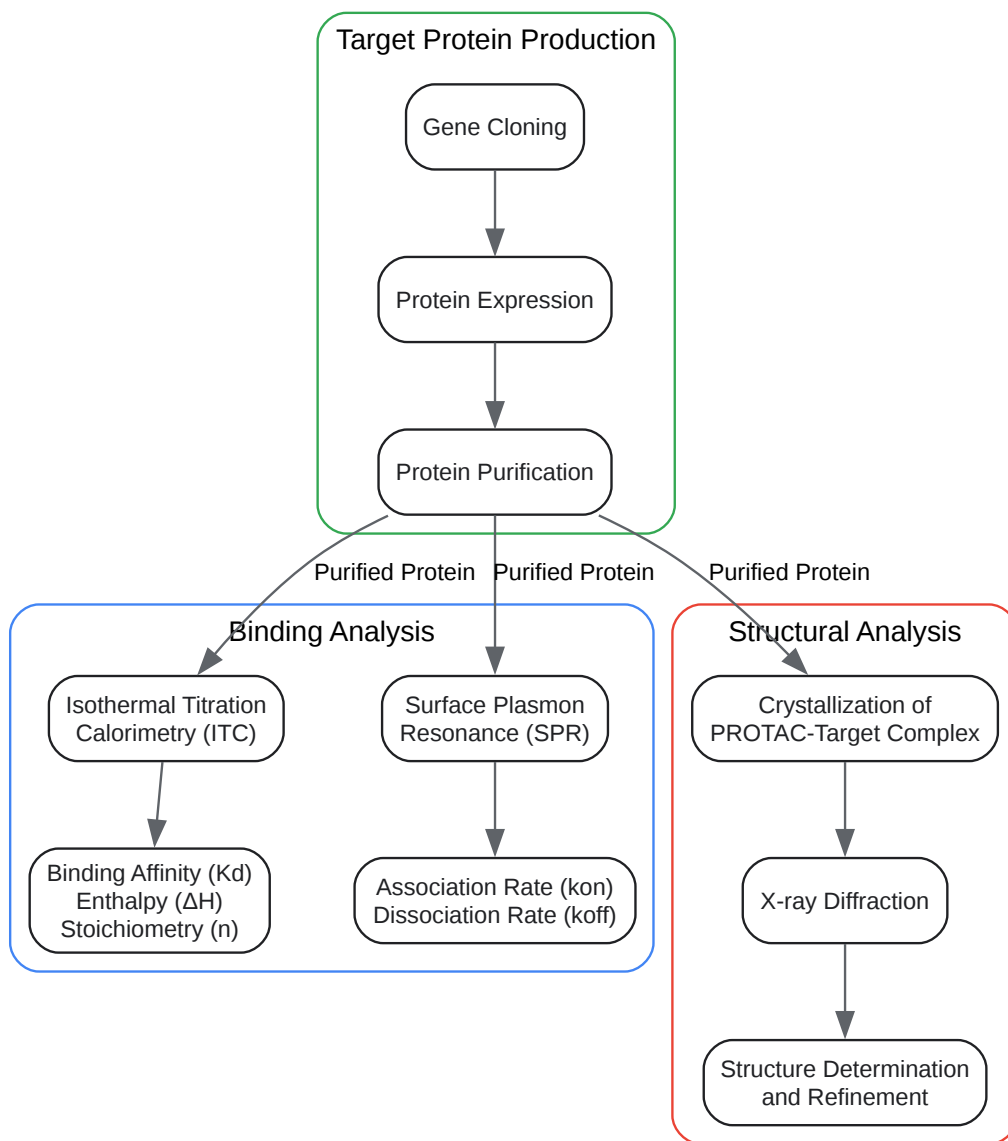 Target Protein Production
Gene Cloning
Protein Expression
Protein Purification
Purified Protein
Purified Protein
Purified Protein
Binding Analysis
Isothermal Titration
Calorimetry (ITC)
Surface Plasmon
Resonance (SPR)
Binding Affinity (Kd)
Enthalpy (ΔH)
Stoichiometry (n)
Association Rate (kon)
Dissociation Rate (koff)
Structural Analysis
Crystallization of
PROTAC-Target Complex
X-ray Diffraction
Structure Determination
and Refinement